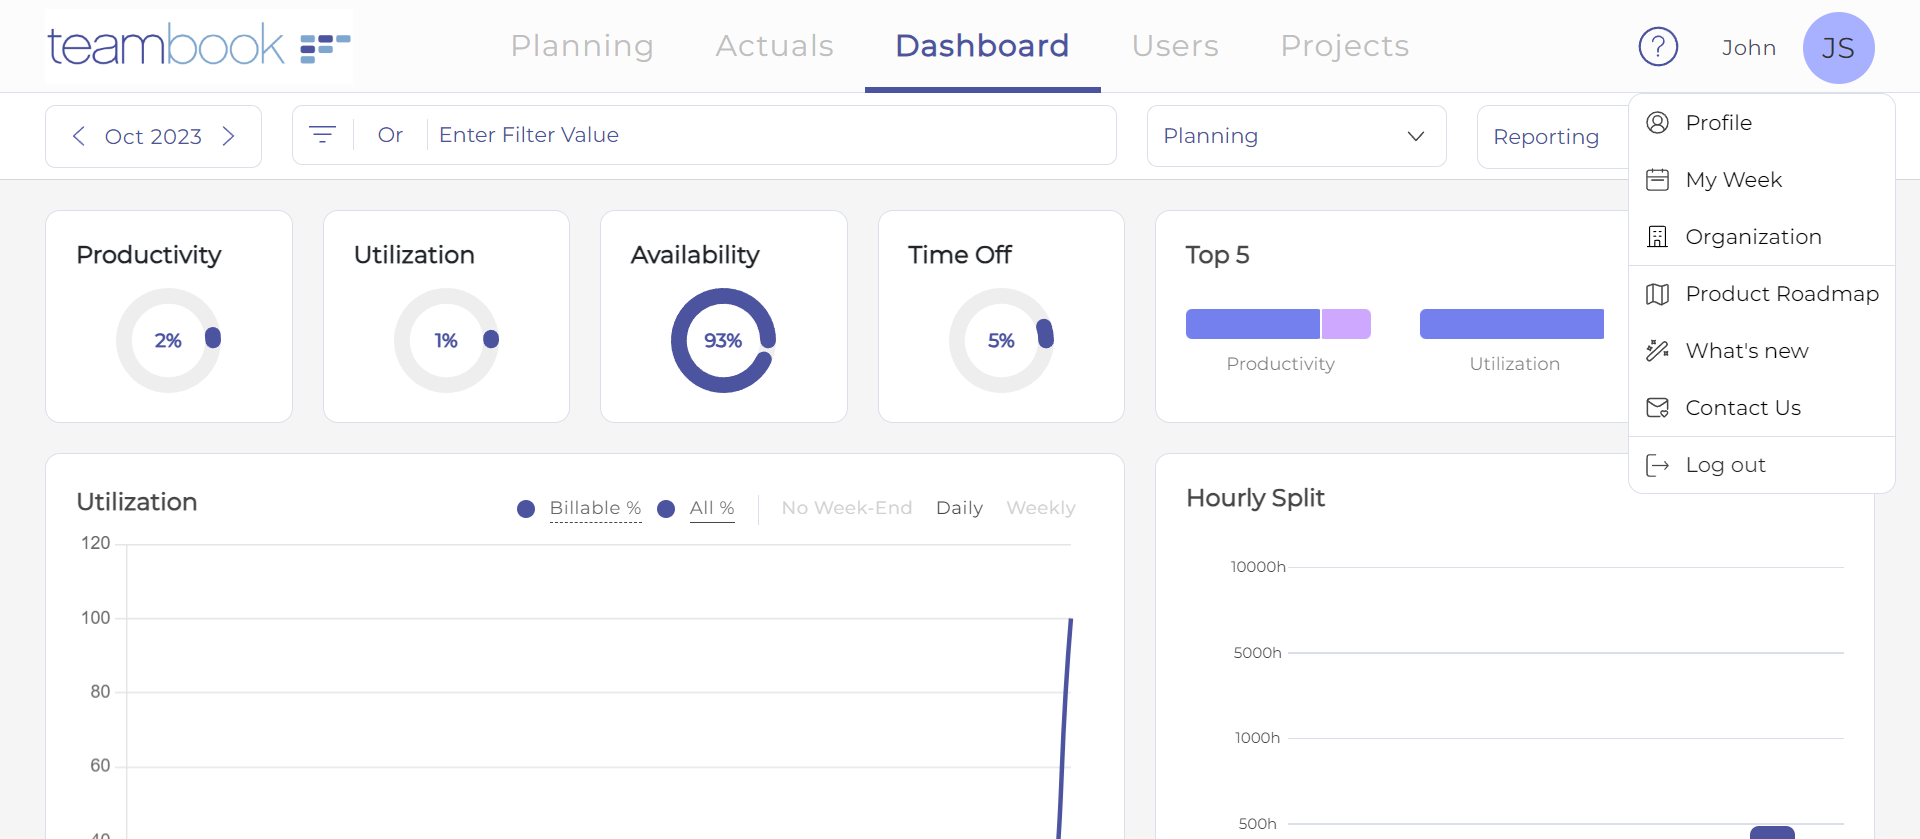 teambook
Planning
Actuals
Dashboard
Users
Projects
?
John
JS
Oct 2023
Or
Enter Filter Value
Planning
Reporting
Profile
My Week
Organization
Product Roadmap
What's new
Contact Us
Log out
Productivity
2%
Utilization
1%
Availability
93%
Time Off
5%
Top 5
Productivity
Utilization
Utilization
Billable %
All %
No Week-End
Daily
Weekly
120
100
80
60
40
Hourly Split
10000h
5000h
1000h
500h